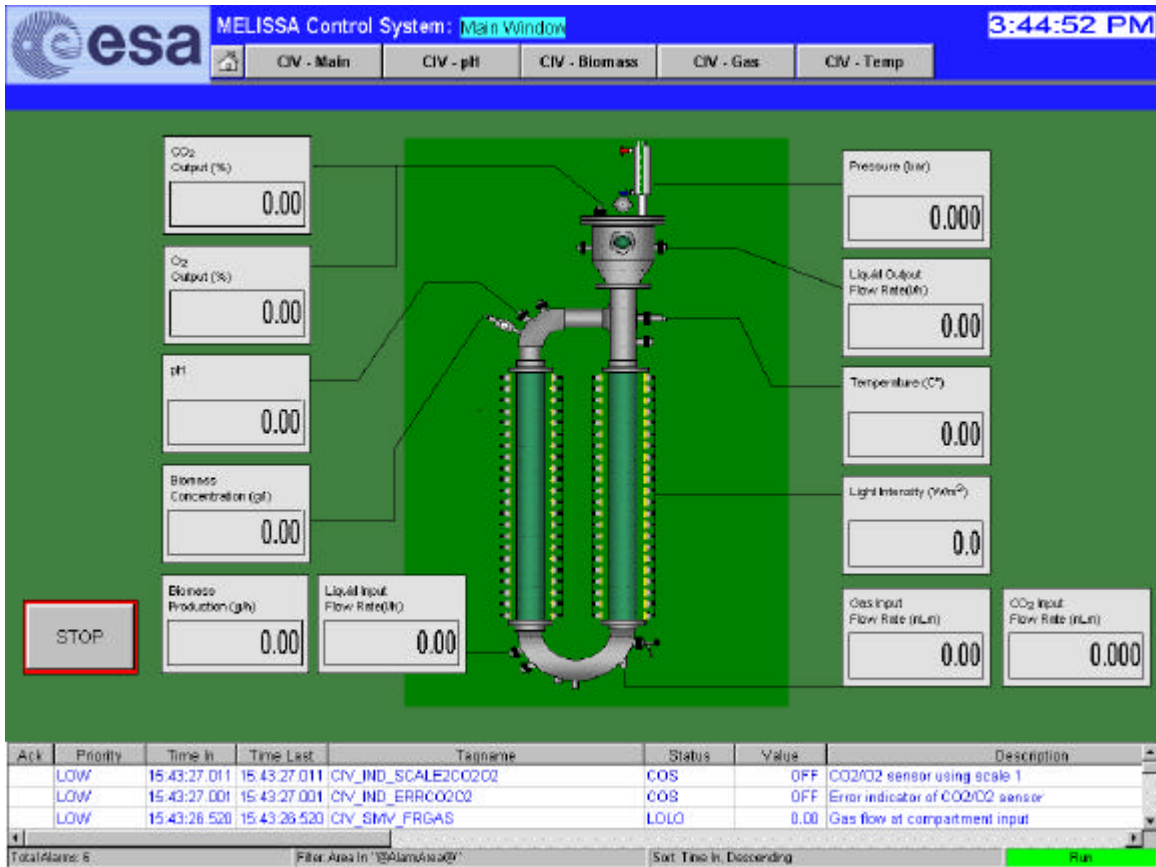 esa
MELISSA Control System: Main Window
3:44:52 PM
CIV - Main
CIV - pH
CIV - Biomass
CIV - Gas
CIV - Temp
CO2
Output (%)
0.00
O2
Output (%)
0.00
pH
0.00
Biomass
Concentration (g/l)
0.00
Biomass
Production (g/h)
0.00
Liquid Input
Flow Rate(l/h)
0.00
STOP
Pressure (bar)
0.000
Liquid Output
Flow Rate(l/h)
0.00
Temperature (C°)
0.00
Light Intensity (W/m2)
0.0
Gas Input
Flow Rate (nL/n)
0.00
CO2 Input
Flow Rate (nL/n)
0.000
Ack Priority Time In Time Last Tagname Status Value Description
LOW 15:43:27.011 15:43:27.011 CIV_IND_SCALE2CO2O2 COS OFF CO2/O2 sensor using scale 1
LOW 15:43:27.001 15:43:27.001 CIV_IND_ERRCO2O2 COS OFF Error indicator of CO2/O2 sensor
LOW 15:43:26.520 15:43:26.520 CIV_SMV_FRGAS LOLO 0.00 Gas flow at compartment input
Total Alarms: 6
Filter: Area In "@AlarmArea@"
Sort: Time In, Descending
Run